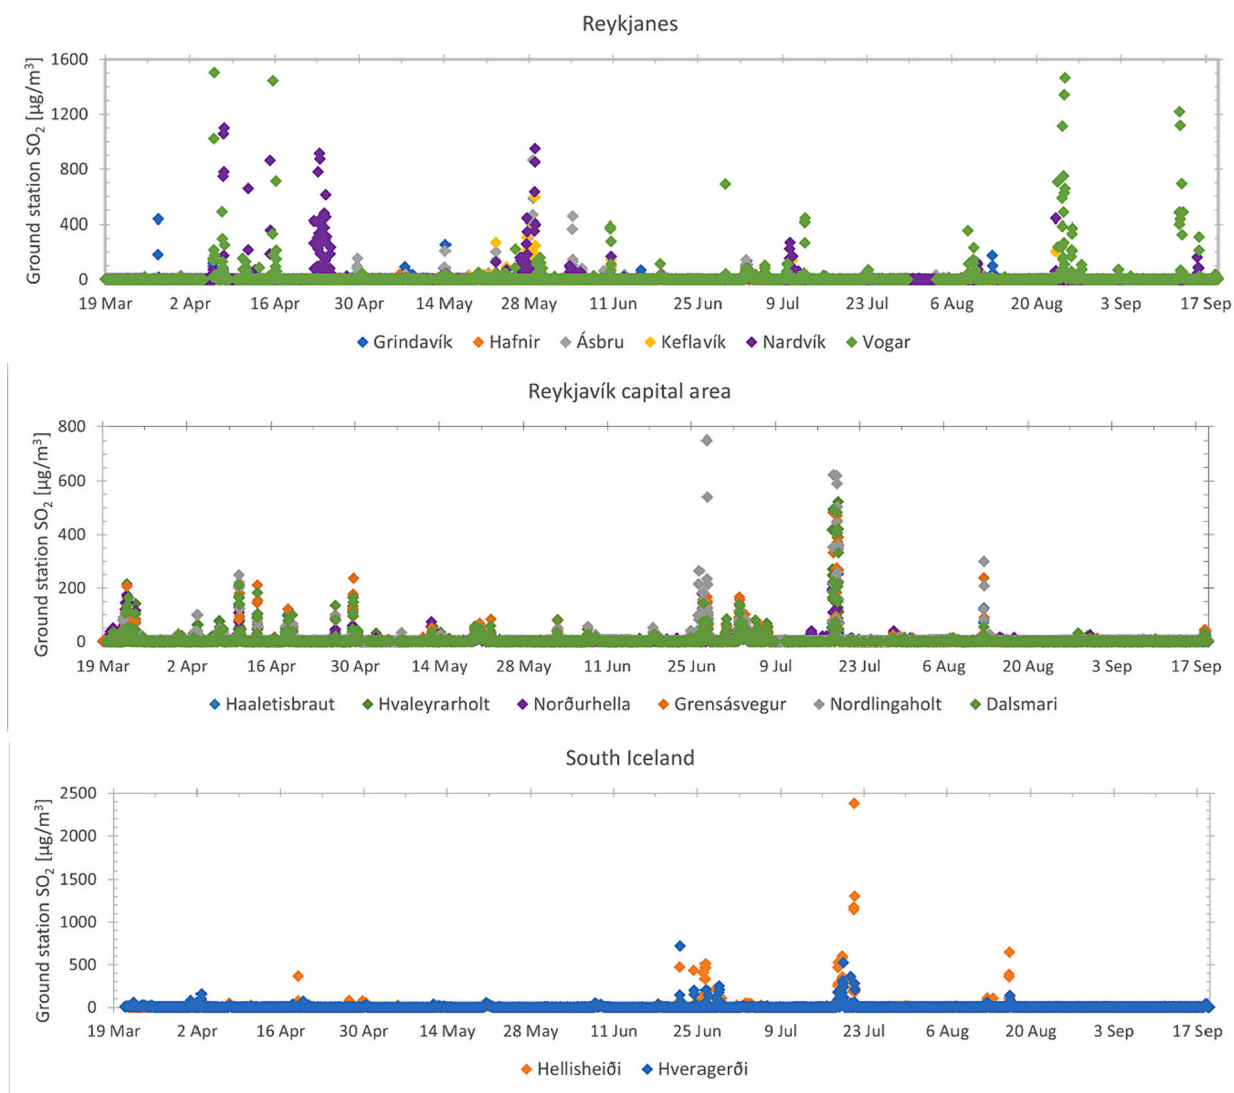 Reykjanes
Ground station SO₂ [µg/m³]
1600
1200
800
400
0
19 Mar 2 Apr 16 Apr 30 Apr 14 May 28 May 11 Jun 25 Jun 9 Jul 23 Jul 6 Aug 20 Aug 3 Sep 17 Sep
Grindavík Hafnir Ásbru Keflavík Nardvík Vogar
Reykjavík capital area
Ground station SO₂ [µg/m³]
800
600
400
200
0
19 Mar 2 Apr 16 Apr 30 Apr 14 May 28 May 11 Jun 25 Jun 9 Jul 23 Jul 6 Aug 20 Aug 3 Sep 17 Sep
Haaletisbraut Hvaleyrarholt Norðurhella Grensásvegur Nordlingaholt Dalsmari
South Iceland
Ground station SO₂ [µg/m³]
2500
2000
1500
1000
500
0
19 Mar 2 Apr 16 Apr 30 Apr 14 May 28 May 11 Jun 25 Jun 9 Jul 23 Jul 6 Aug 20 Aug 3 Sep 17 Sep
Hellisheiði Hveragerði